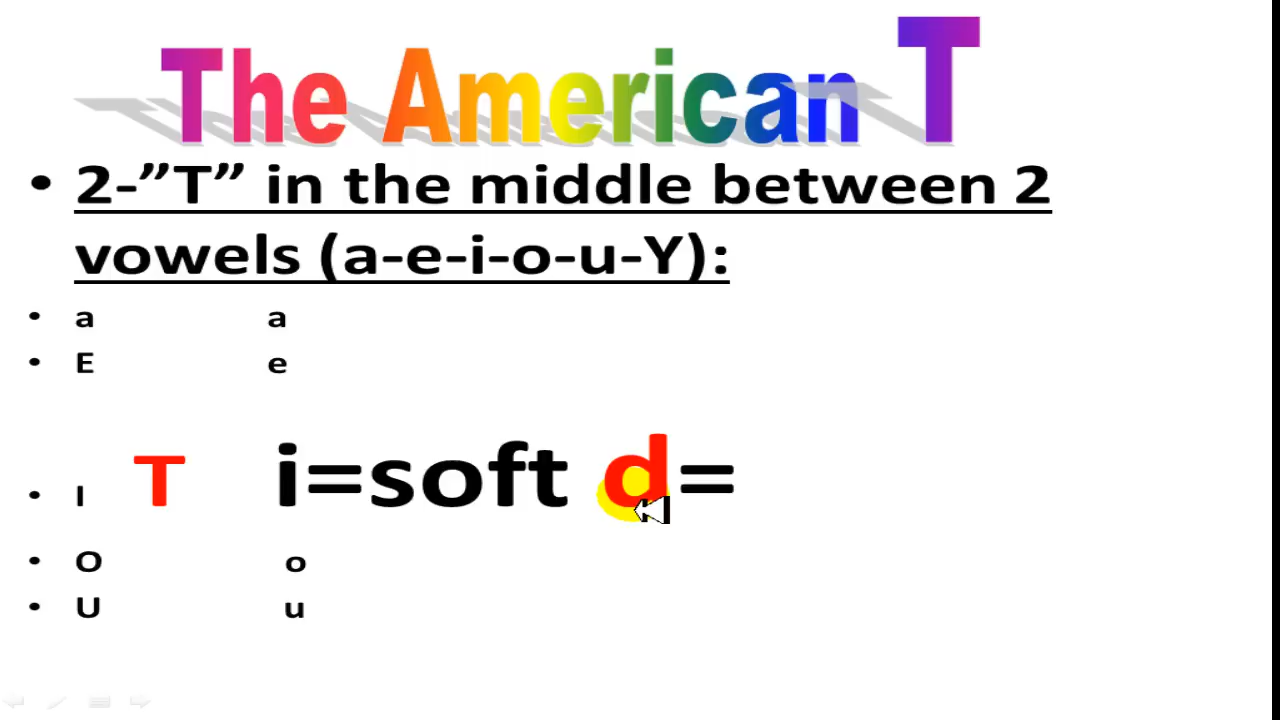 The American T
• 2-”T” in the middle between 2
vowels (a-e-i-o-u-Y):
• a a
• E e
• I T i=soft d=
• O o
• U u